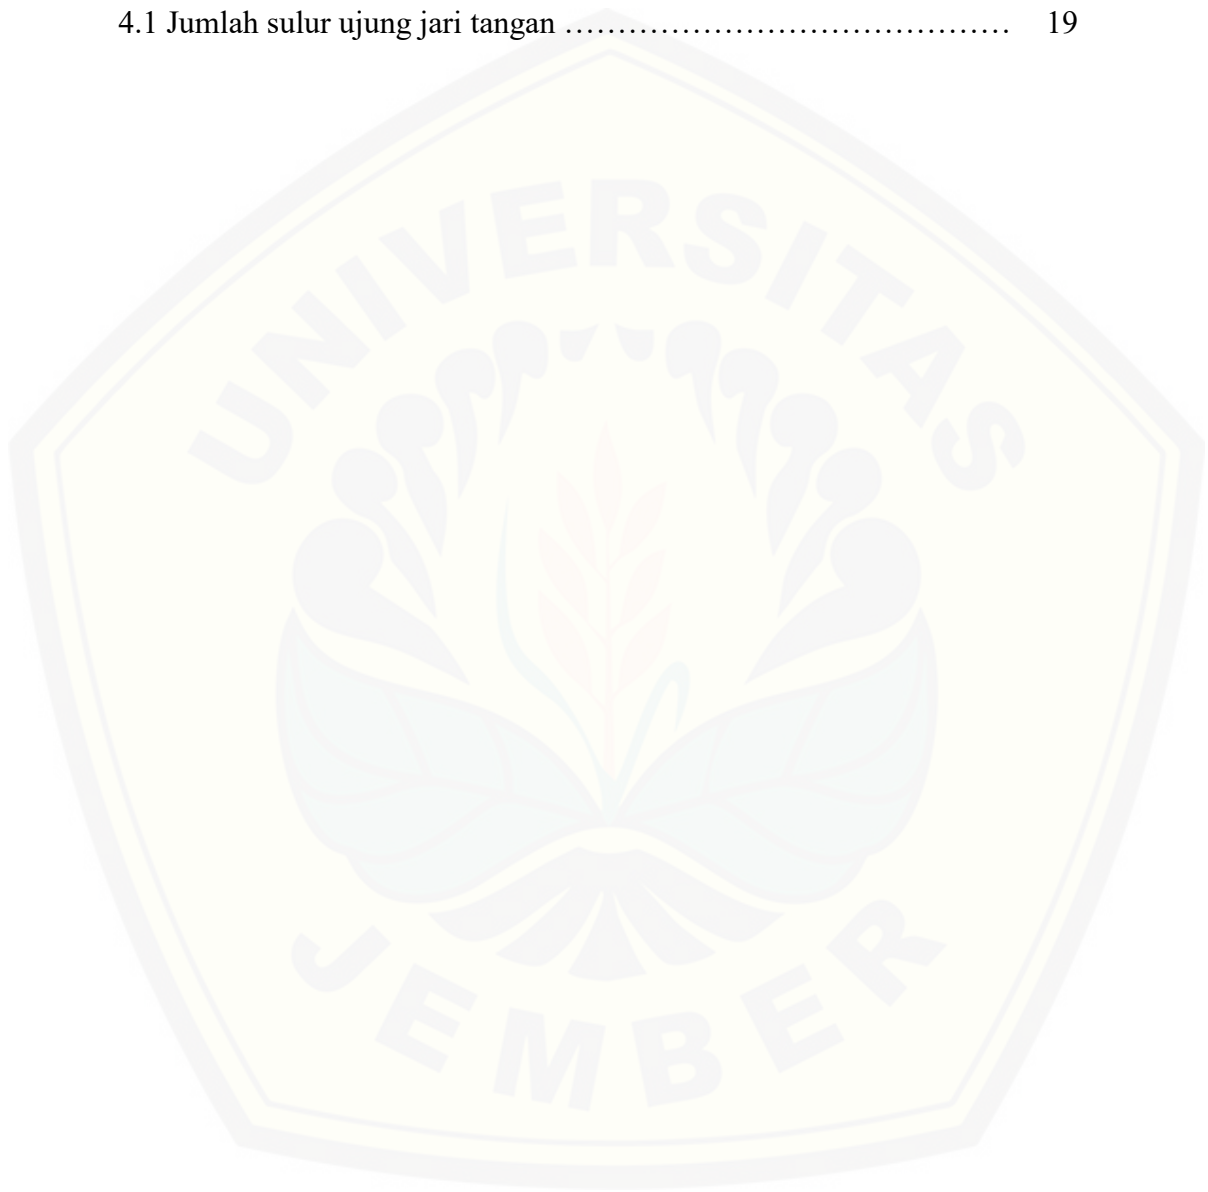 4.1 Jumlah sulur ujung jari tangan …………………………………… 19
UNIVERSITAS
JEMBER